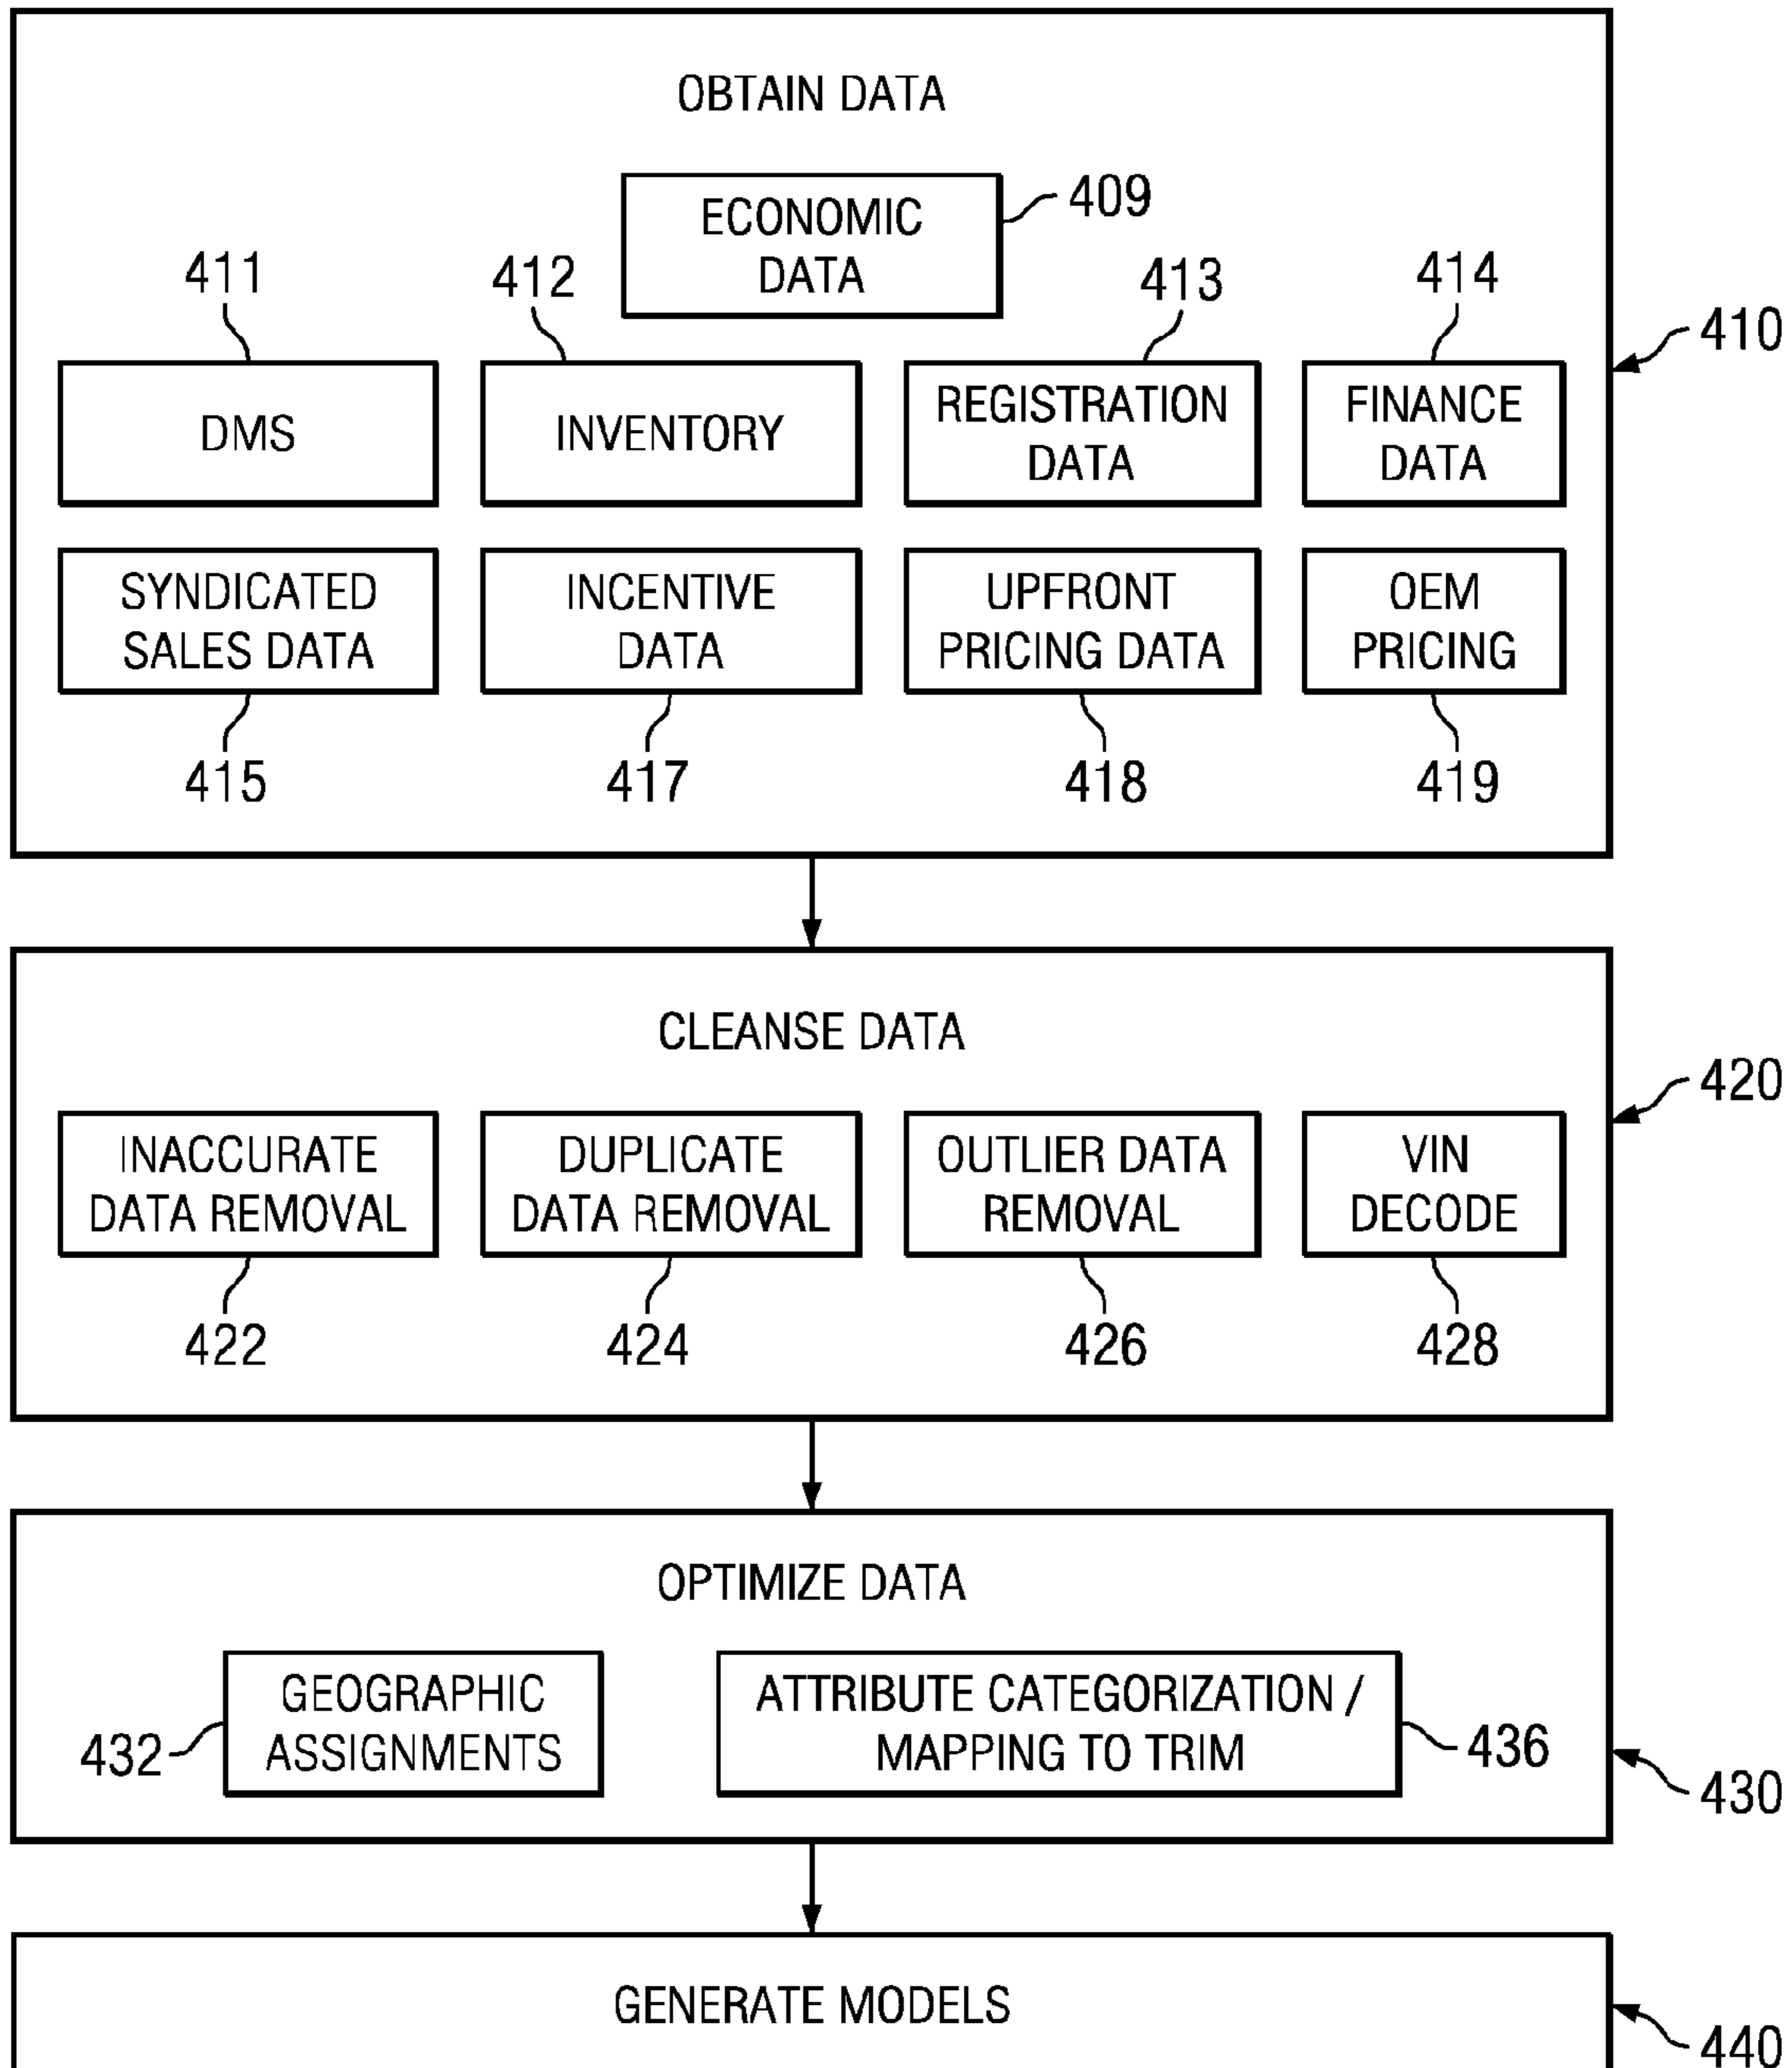 OBTAIN DATA
ECONOMIC
DATA
409
411
412
413
414
410
DMS
INVENTORY
REGISTRATION
DATA
FINANCE
DATA
SYNDICATED
SALES DATA
INCENTIVE
DATA
UPFRONT
PRICING DATA
OEM
PRICING
415
417
418
419
CLEANSE DATA
420
INACCURATE
DATA REMOVAL
DUPLICATE
DATA REMOVAL
OUTLIER DATA
REMOVAL
VIN
DECODE
422
424
426
428
OPTIMIZE DATA
432
GEOGRAPHIC
ASSIGNMENTS
ATTRIBUTE CATEGORIZATION /
MAPPING TO TRIM
436
430
GENERATE MODELS
440